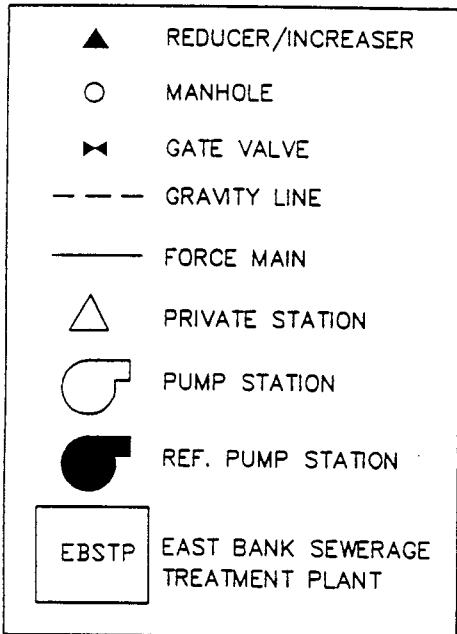 REDUCER/INCREASER
MANHOLE
GATE VALVE
GRAVITY LINE
FORCE MAIN
PRIVATE STATION
PUMP STATION
REF. PUMP STATION
EBSTP
EAST BANK SEWERAGE
TREATMENT PLANT